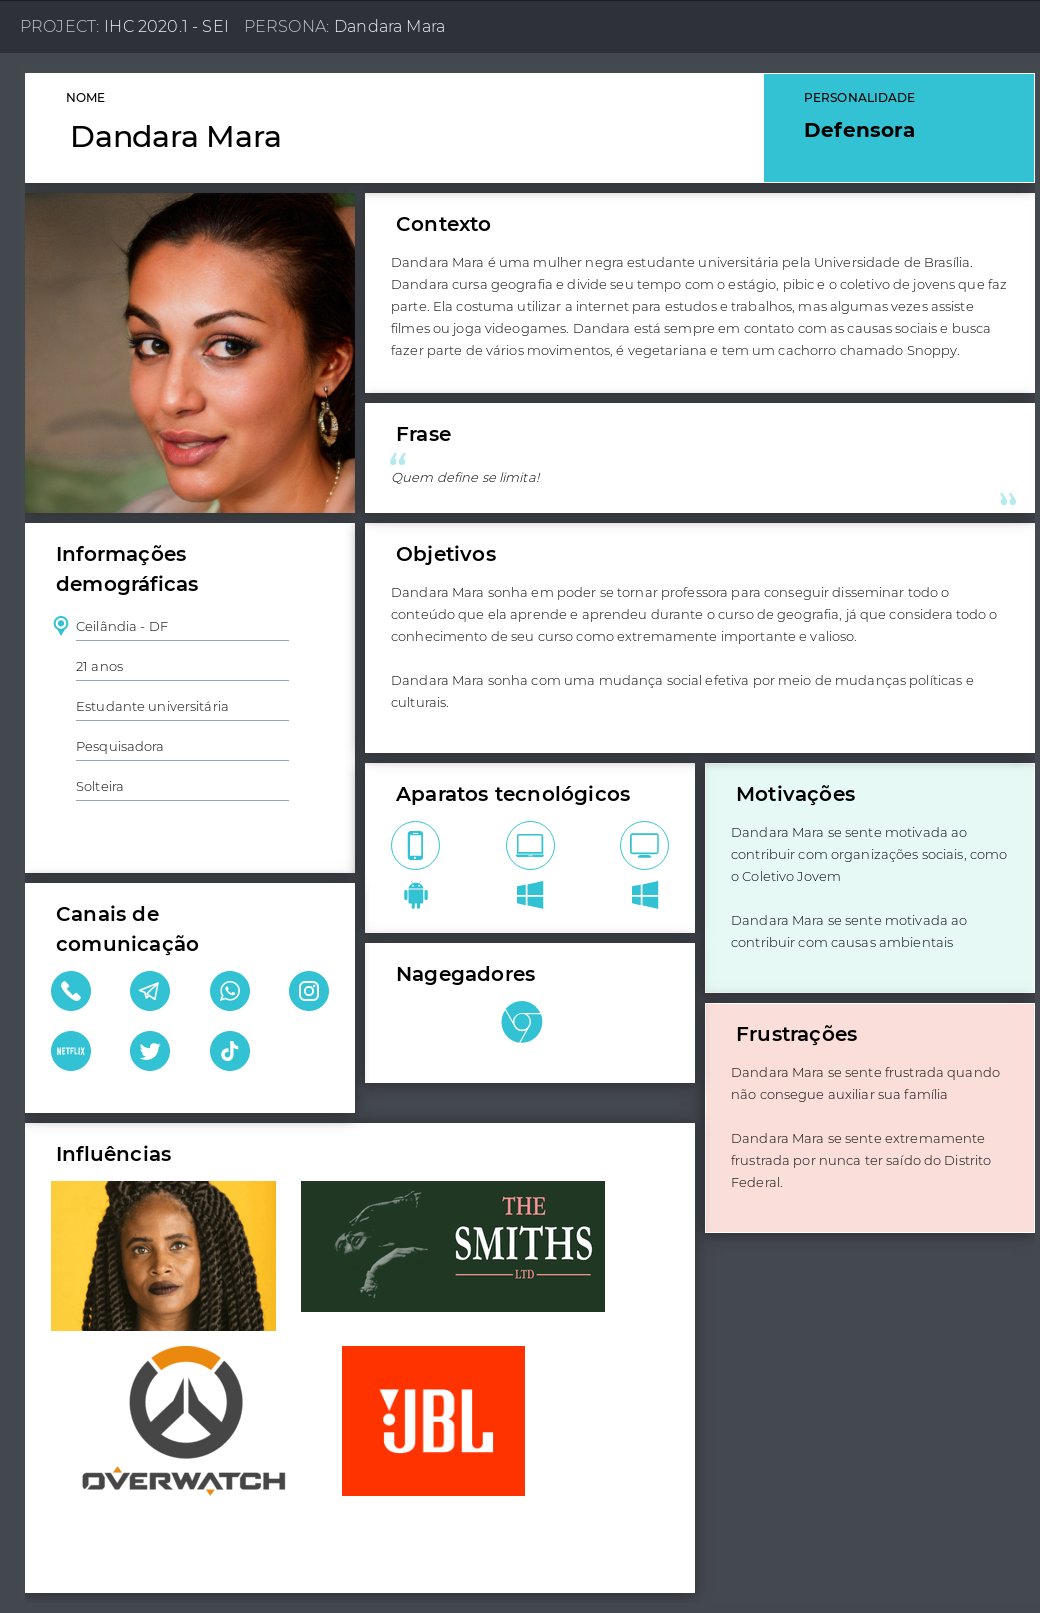 PROJECT: IHC 2020.1 - SEI PERSONA: Dandara Mara
NOME
Dandara Mara
PERSONALIDADE
Defensora
Contexto
Dandara Mara é uma mulher negra estudante universitária pela Universidade de Brasília.
Dandara cursa geografia e divide seu tempo com o estágio, pibic e o coletivo de jovens que faz
parte. Ela costuma utilizar a internet para estudos e trabalhos, mas algumas vezes assiste
filmes ou joga videogames. Dandara está sempre em contato com as causas sociais e busca
fazer parte de vários movimentos, é vegetariana e tem um cachorro chamado Snoppy.
Frase
“
Quem define se limita!
”
Informações
demográficas
Ceilândia - DF
21 anos
Estudante universitária
Pesquisadora
Solteira
Objetivos
Dandara Mara sonha em poder se tornar professora para conseguir disseminar todo o
conteúdo que ela aprende e aprendeu durante o curso de geografia, já que considera todo o
conhecimento de seu curso como extremamente importante e valioso.
Dandara Mara sonha com uma mudança social efetiva por meio de mudanças políticas e
culturais.
Aparatos tecnológicos
Motivações
Dandara Mara se sente motivada ao
contribuir com organizações sociais, como
o Coletivo Jovem
Dandara Mara se sente motivada ao
contribuir com causas ambientais
Canais de
comunicação
NETFLIX
Nagegadores
Frustrações
Dandara Mara se sente frustrada quando
não consegue auxiliar sua família
Dandara Mara se sente extremamente
frustrada por nunca ter saído do Distrito
Federal.
Influências
THE
SMITHS
LTD
OVERWATCH
JBL